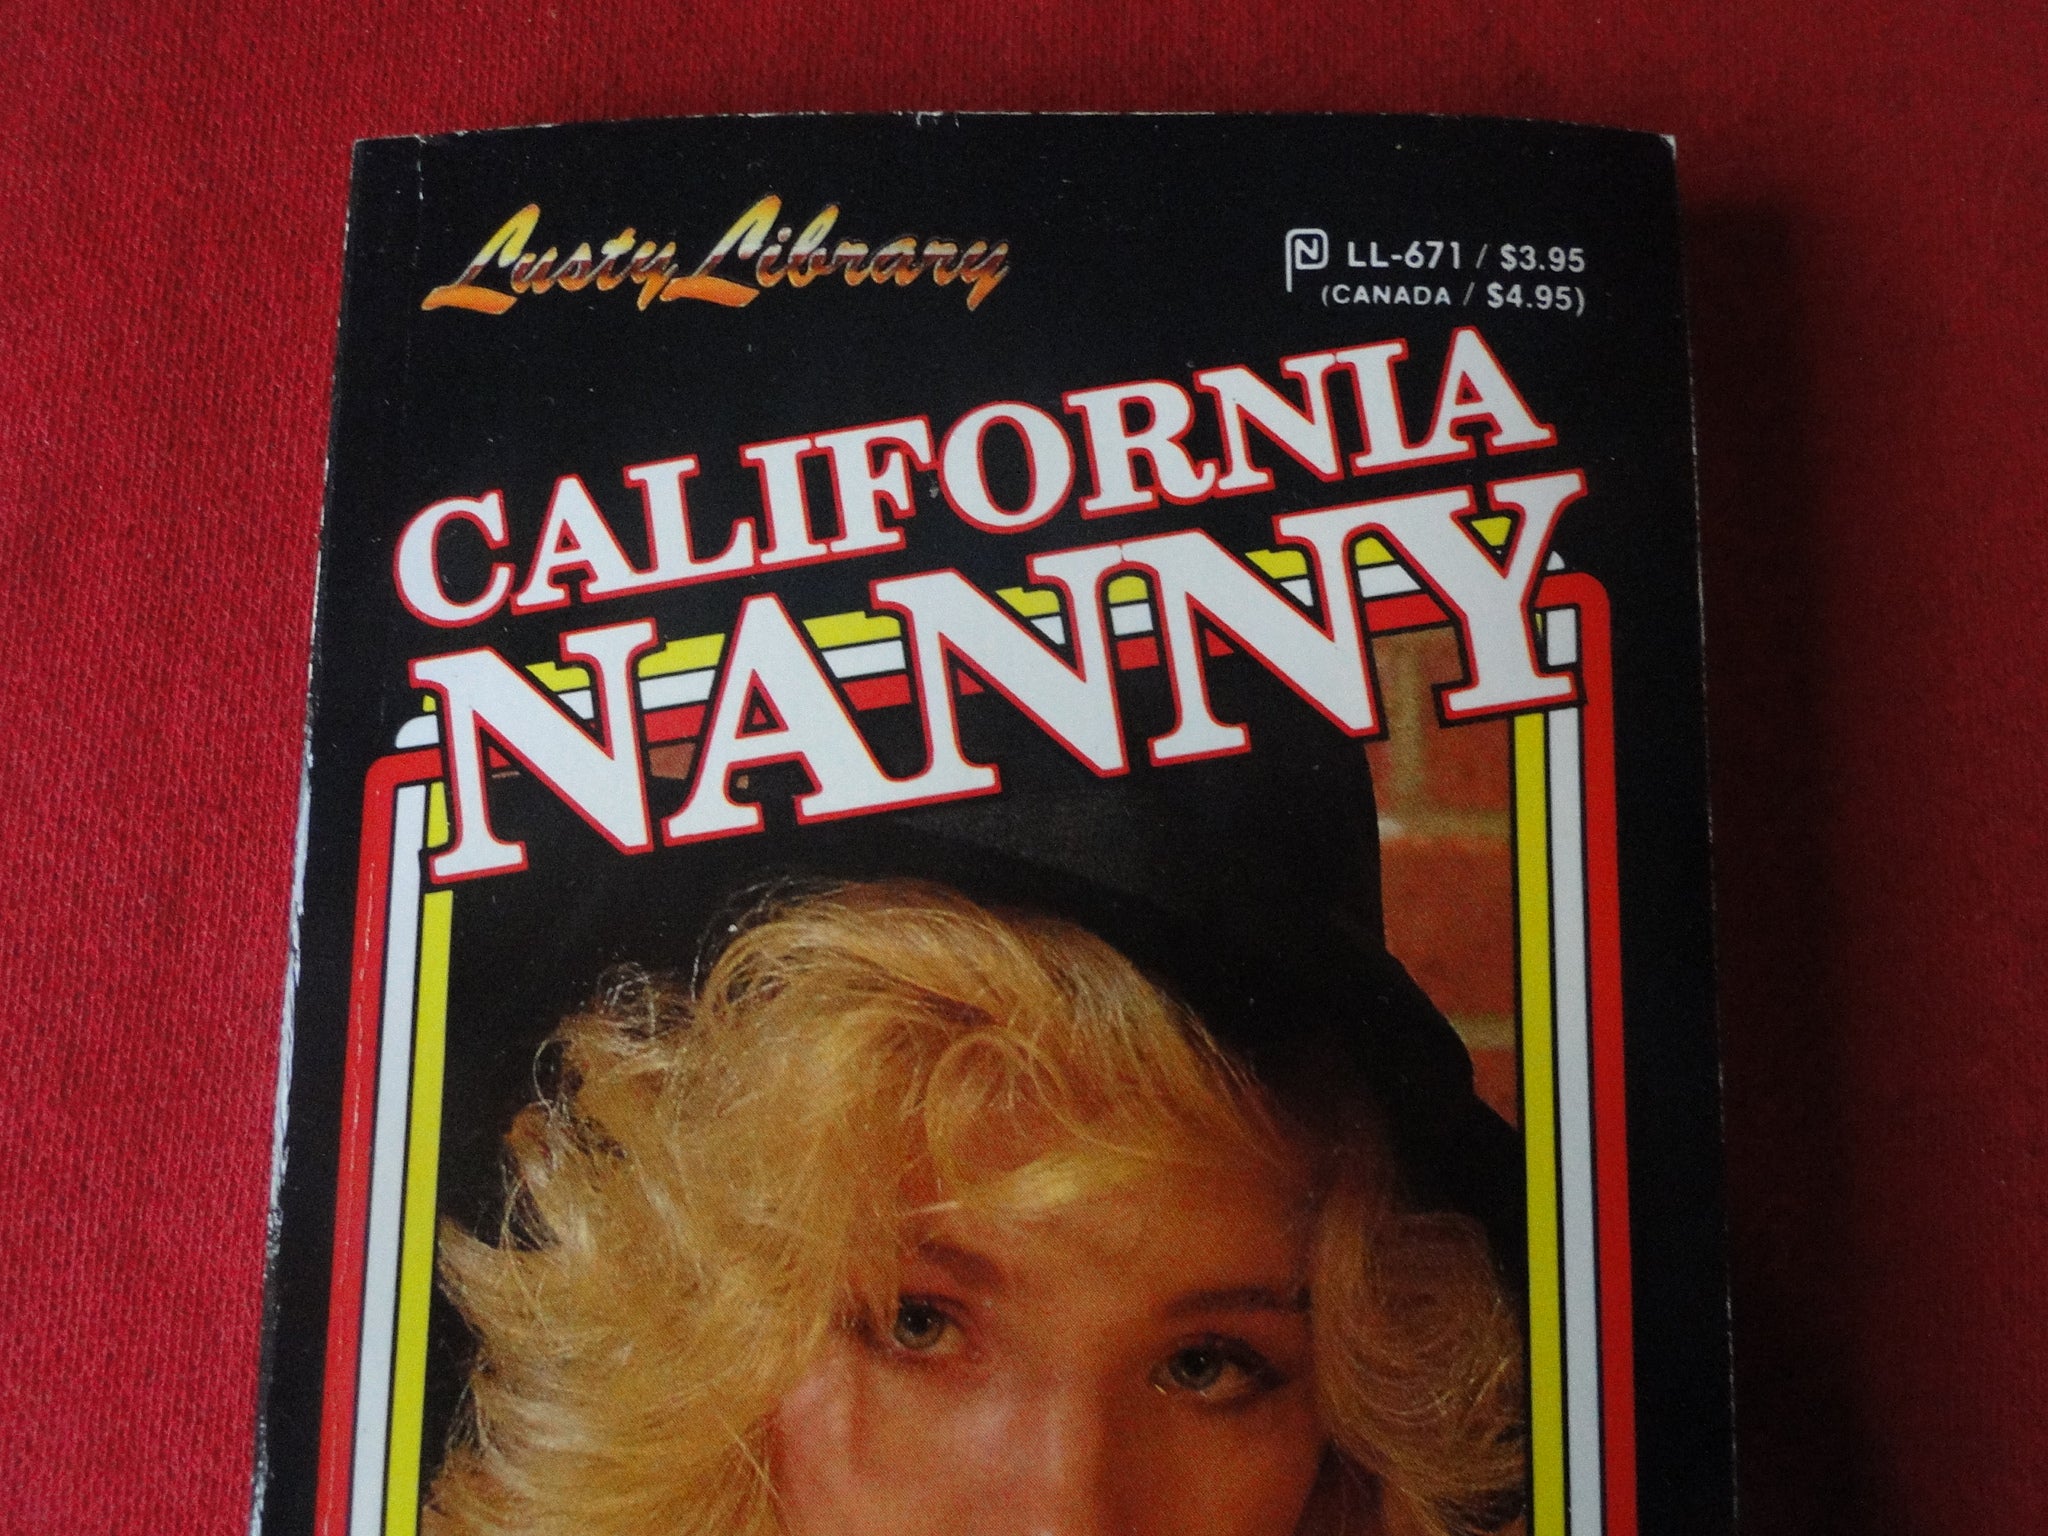 Lusty Library
N LL-671 / $3.95
(CANADA / $4.95)
CALIFORNIA
NANNY